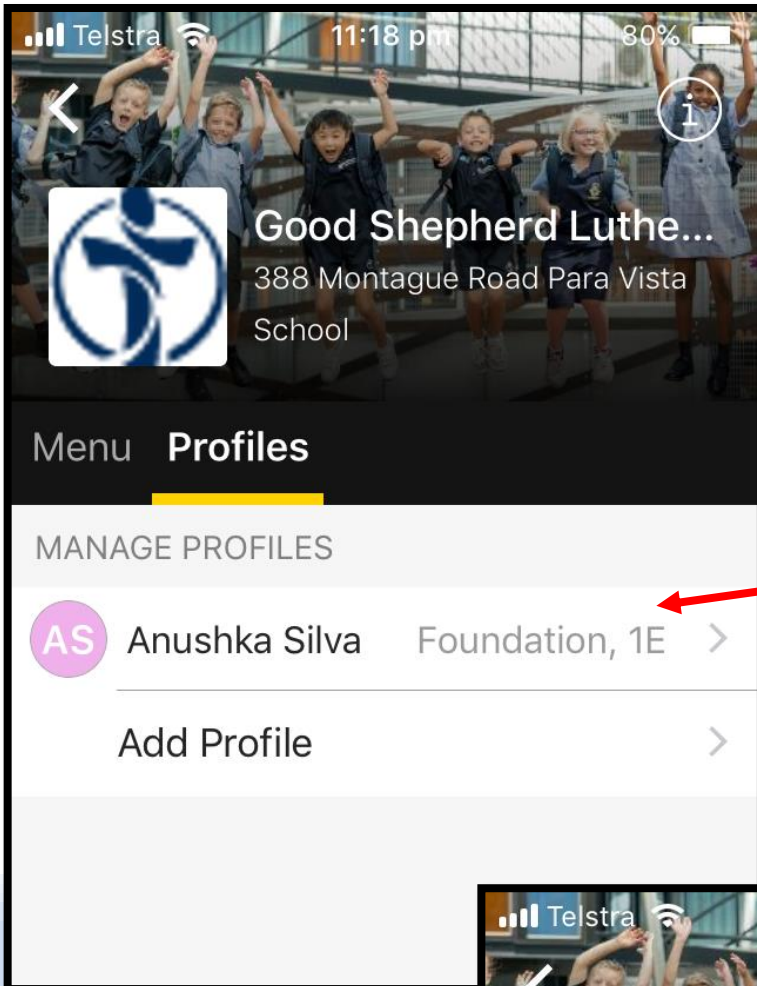 Telstra 11:18 pm 80%
i
Good Shepherd Luthe...
388 Montague Road Para Vista
School
Menu Profiles
MANAGE PROFILES
AS Anushka Silva Foundation, 1E
Add Profile
Telstra